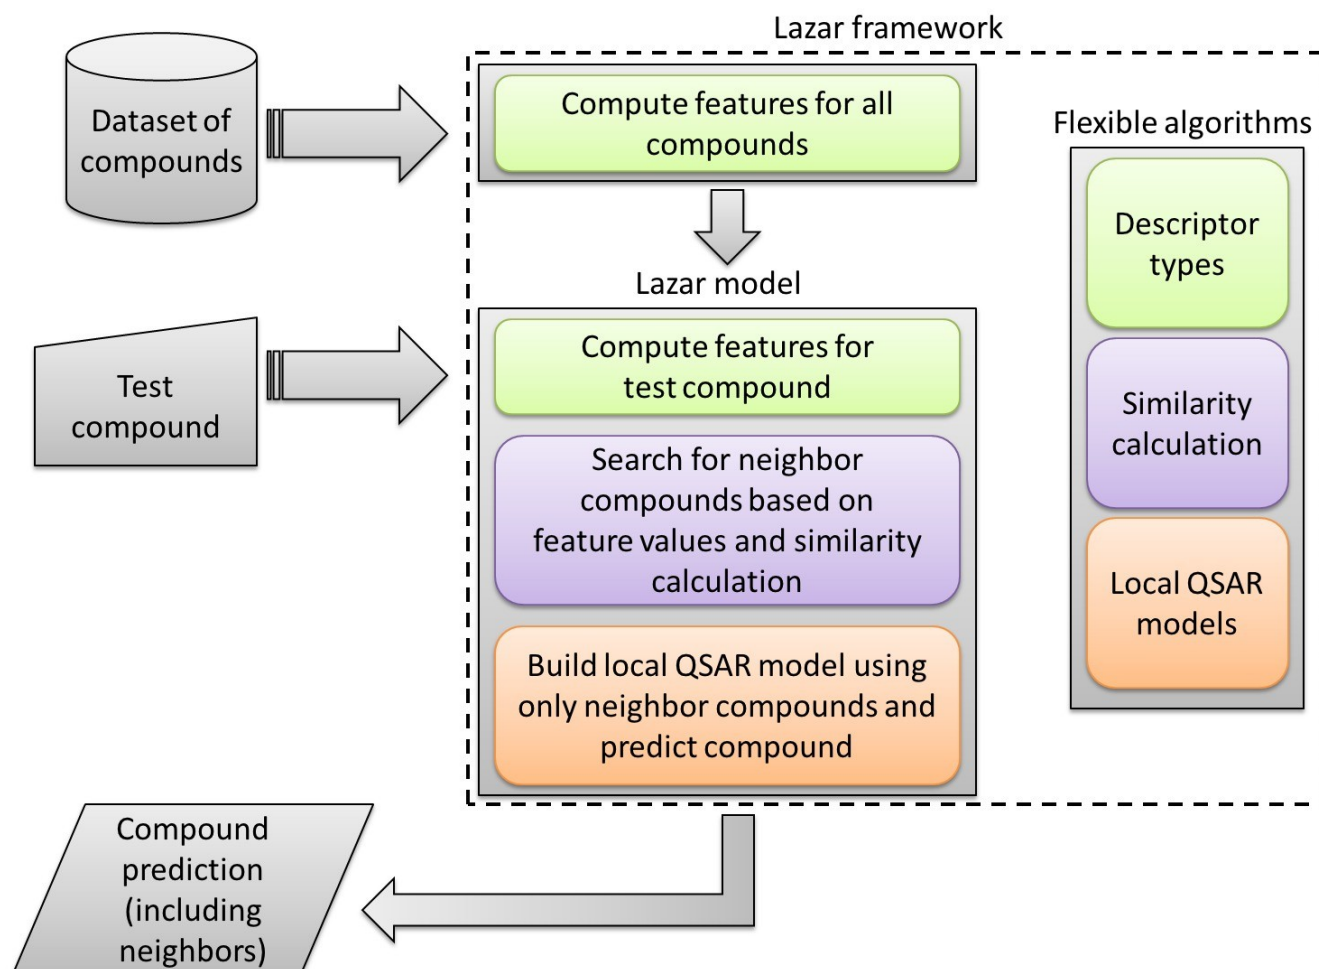 Lazar framework
Dataset of
compounds
Compute features for all
compounds
Flexible algorithms
Descriptor
types
Similarity
calculation
Local QSAR
models
Lazar model
Test
compound
Compute features for
test compound
Search for neighbor
compounds based on
feature values and similarity
calculation
Build local QSAR model using
only neighbor compounds and
predict compound
Compound
prediction
(including
neighbors)